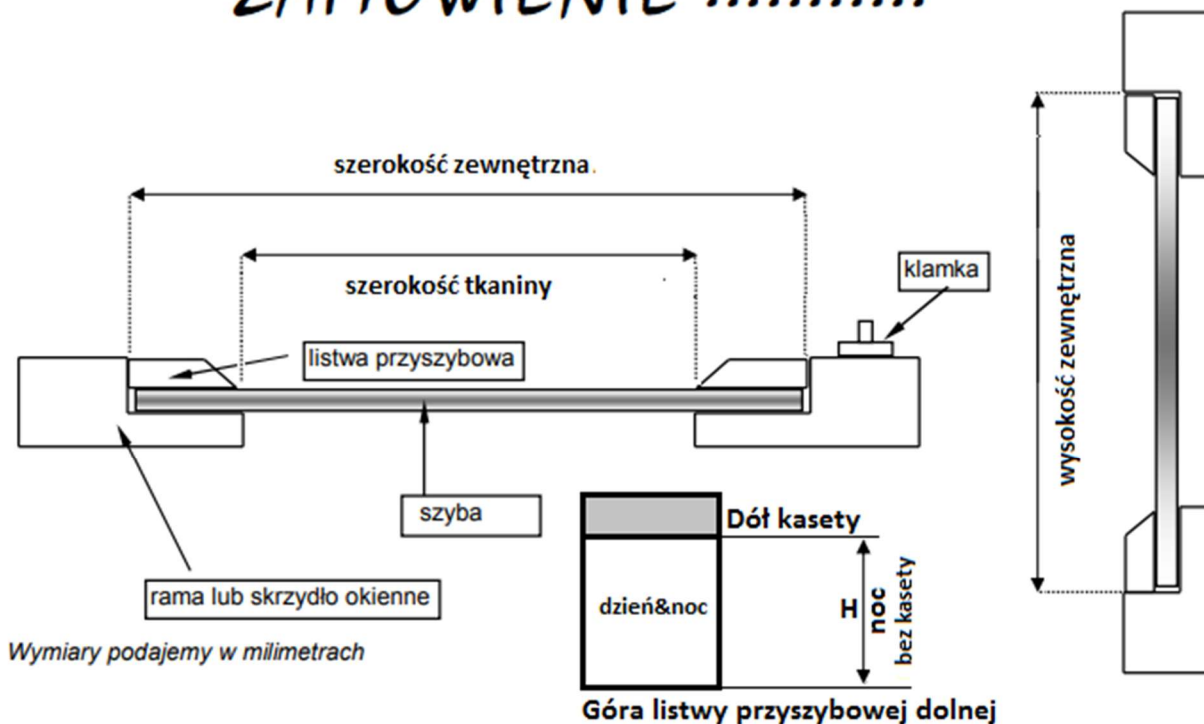 ZAMÓWIENIE ............
szerokość zewnętrzna.
szerokość tkaniny
klamka
listwa przyszybowa
wysokość zewnętrzna
szyba
Dół kasety
rama lub skrzydło okienne
dzień&noc
H
noc
bez kasety
Wymiary podajemy w milimetrach
Góra listwy przyszybowej dolnej